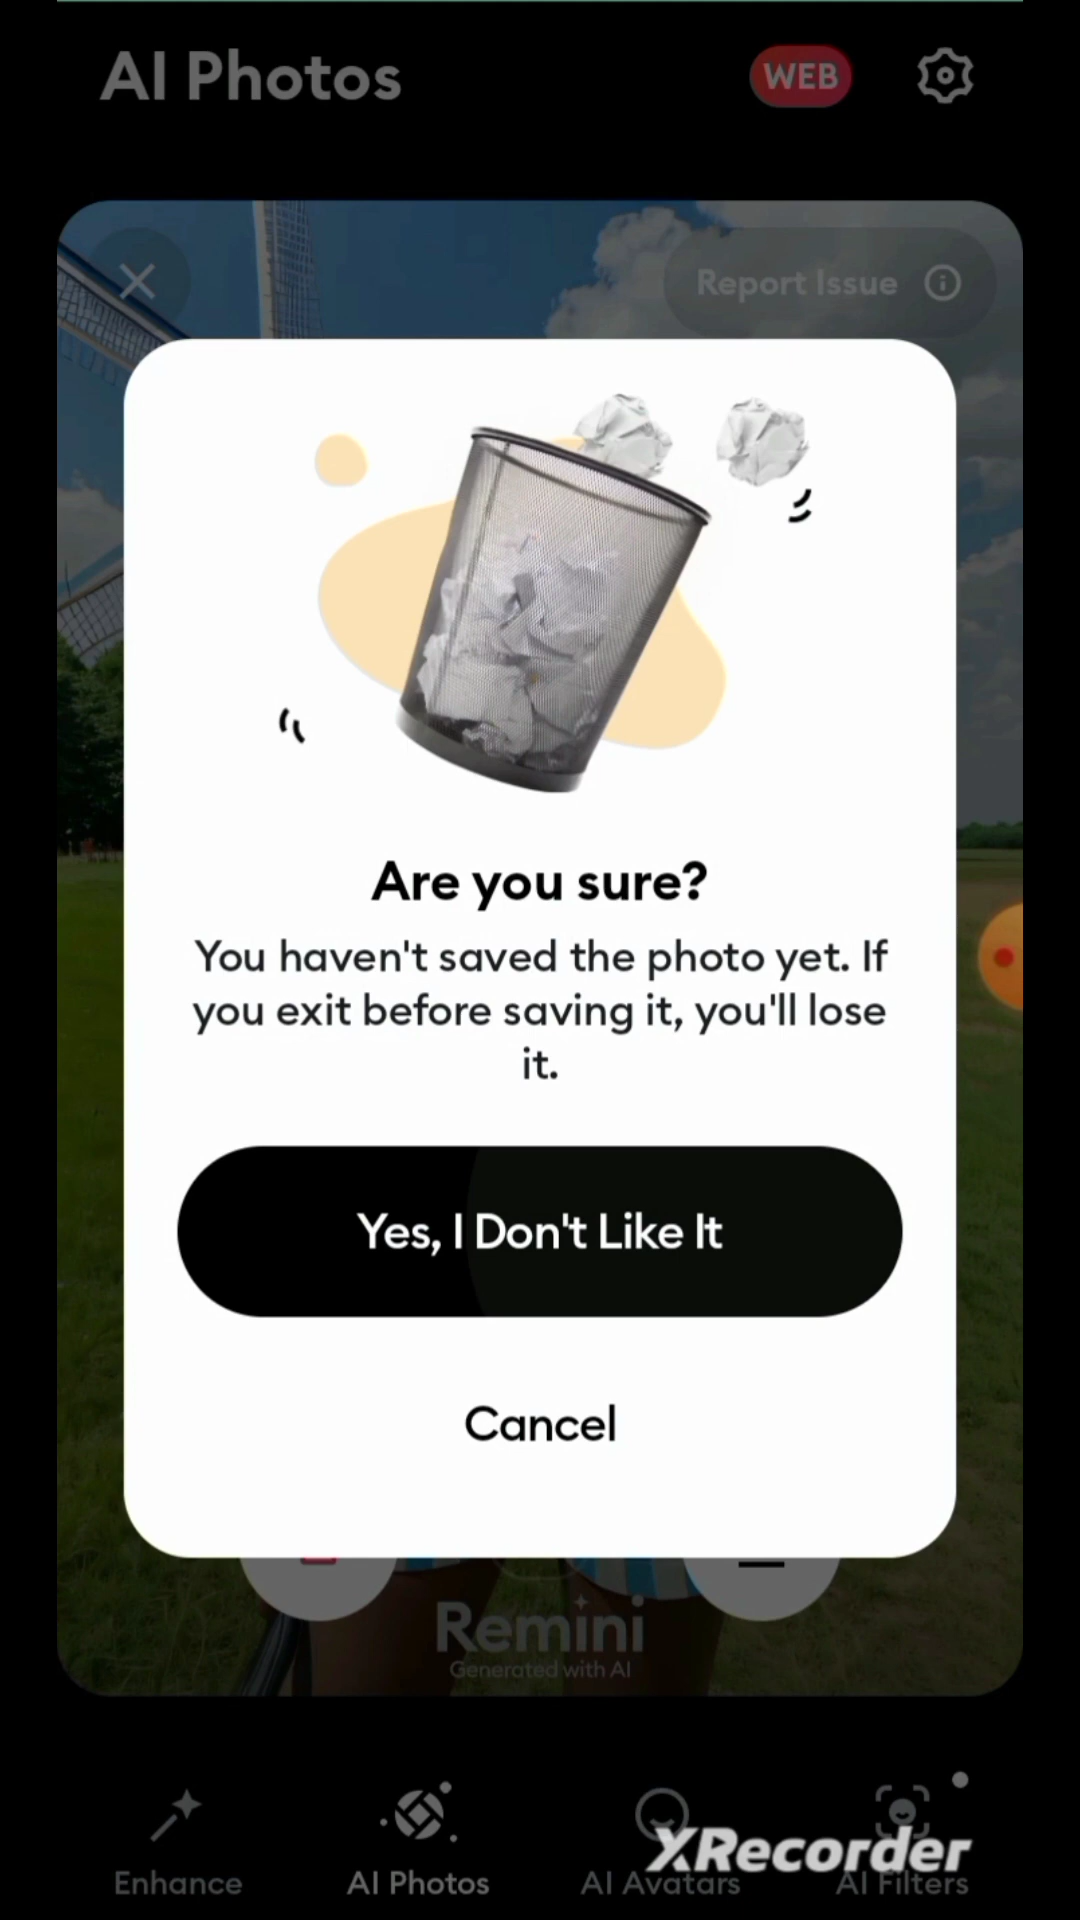 AI Photos
WEB
Report Issue
Are you sure?
You haven't saved the photo yet. If
you exit before saving it, you'll lose
it.
Yes, I Don't Like It
Cancel
Remini
Generated with AI
XRecorder
Enhance
AI Photos
AI Avatars
AI Filters